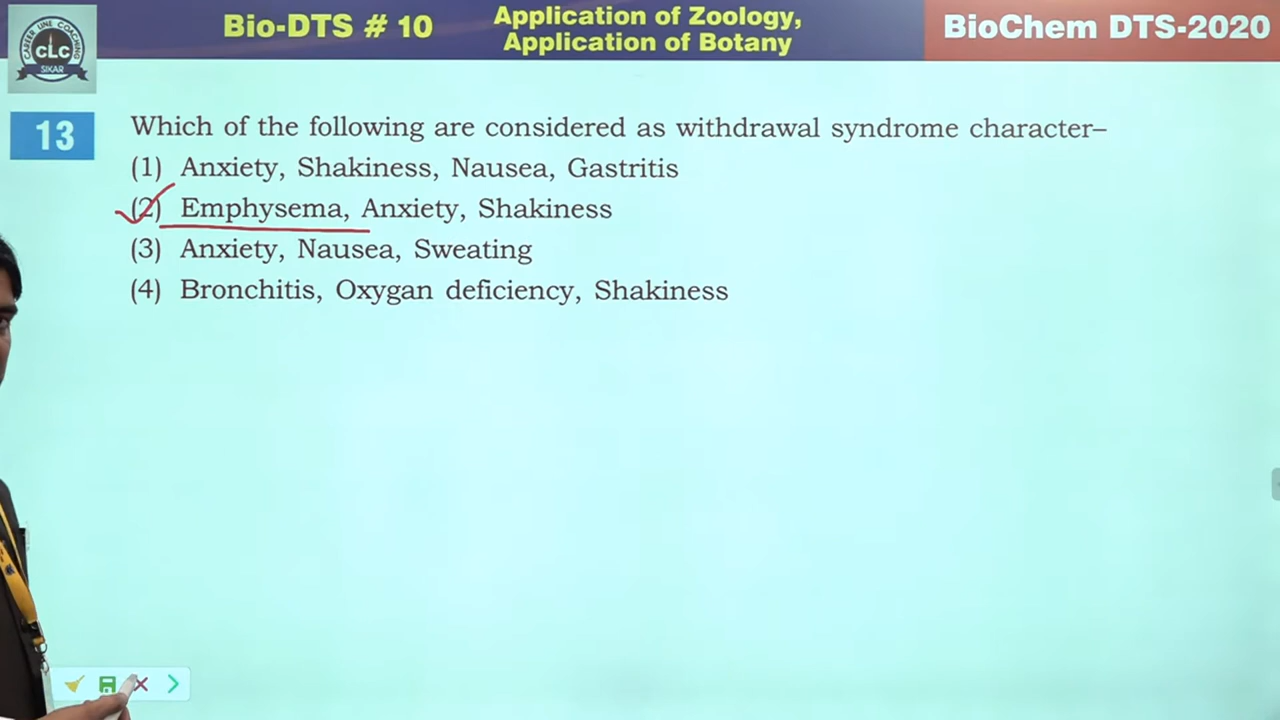 Bio-DTS # 10
Application of Zoology,
Application of Botany
BioChem DTS-2020
CAREER LINE COACHING
CLC
SIKAR
13
Which of the following are considered as withdrawal syndrome character–
(1) Anxiety, Shakiness, Nausea, Gastritis
(2) Emphysema, Anxiety, Shakiness
(3) Anxiety, Nausea, Sweating
(4) Bronchitis, Oxygan deficiency, Shakiness